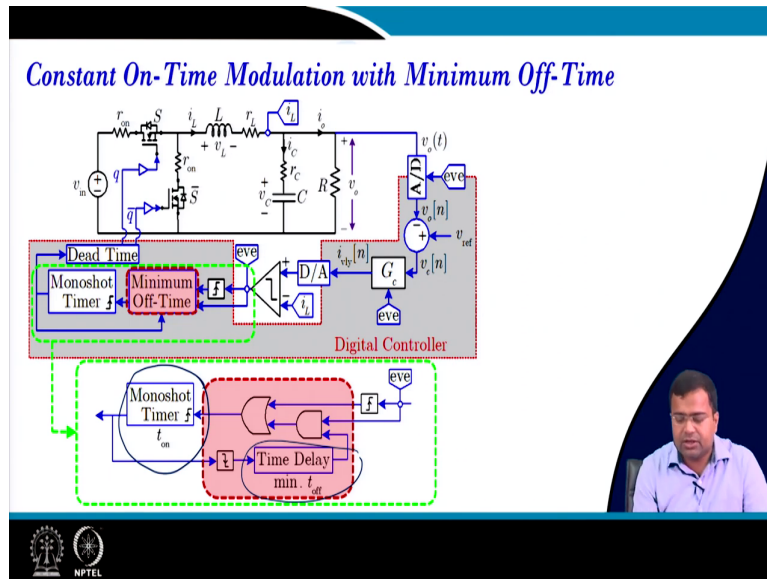 Constant On-Time Modulation with Minimum Off-Time
r_on S i_L L r_L i_L i_o
+ v_L − v_o(t)
q r_on i_C r_C + A/D eve
v_in S̄ + v_C − C R v_o
q̄ − v_o[n]
− + v_ref
Dead Time eve i_vly[n] v_e[n]
Monoshot Timer Minimum Off-Time + − D/A G_c
i_L eve
Digital Controller
eve
Monoshot
Timer
t_on
Time Delay
min. t_off
NPTEL